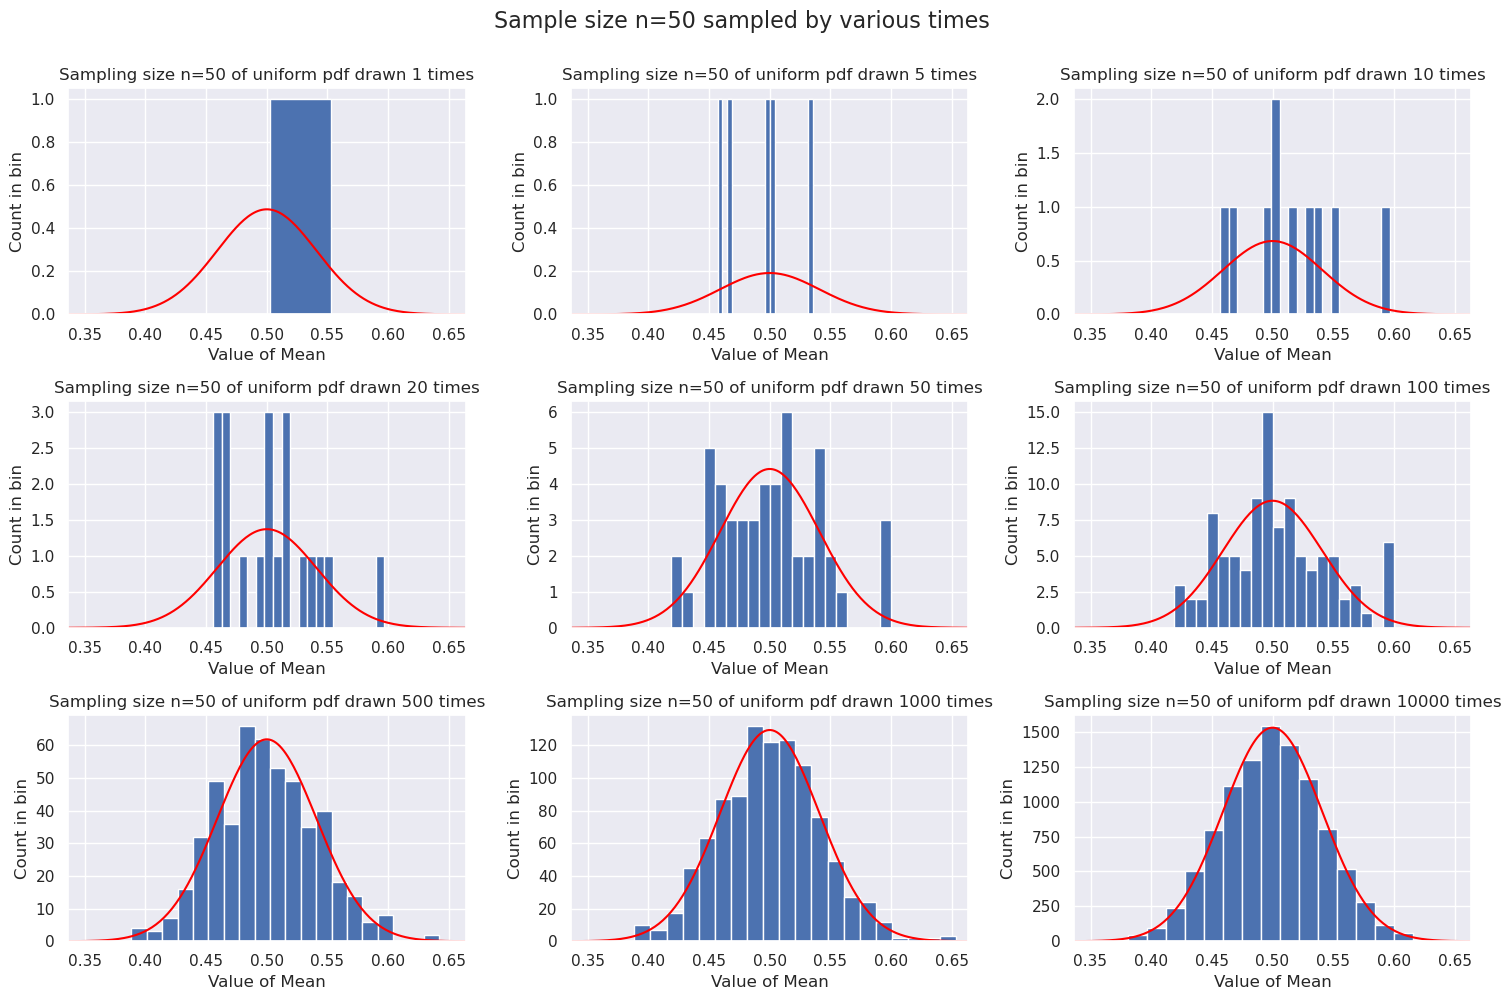 Sample size n=50 sampled by various times
Sampling size n=50 of uniform pdf drawn 1 times
1.0
0.8
0.6
0.4
0.2
0.0
Count in bin
0.35 0.40 0.45 0.50 0.55 0.60 0.65
Value of Mean
Sampling size n=50 of uniform pdf drawn 5 times
1.0
0.8
0.6
0.4
0.2
0.0
Count in bin
0.35 0.40 0.45 0.50 0.55 0.60 0.65
Value of Mean
Sampling size n=50 of uniform pdf drawn 10 times
2.0
1.5
1.0
0.5
0.0
Count in bin
0.35 0.40 0.45 0.50 0.55 0.60 0.65
Value of Mean
Sampling size n=50 of uniform pdf drawn 20 times
3.0
2.5
2.0
1.5
1.0
0.5
0.0
Count in bin
0.35 0.40 0.45 0.50 0.55 0.60 0.65
Value of Mean
Sampling size n=50 of uniform pdf drawn 50 times
6
5
4
3
2
1
0
Count in bin
0.35 0.40 0.45 0.50 0.55 0.60 0.65
Value of Mean
Sampling size n=50 of uniform pdf drawn 100 times
15.0
12.5
10.0
7.5
5.0
2.5
0.0
Count in bin
0.35 0.40 0.45 0.50 0.55 0.60 0.65
Value of Mean
Sampling size n=50 of uniform pdf drawn 500 times
60
50
40
30
20
10
0
Count in bin
0.35 0.40 0.45 0.50 0.55 0.60 0.65
Value of Mean
Sampling size n=50 of uniform pdf drawn 1000 times
120
100
80
60
40
20
0
Count in bin
0.35 0.40 0.45 0.50 0.55 0.60 0.65
Value of Mean
Sampling size n=50 of uniform pdf drawn 10000 times
1500
1250
1000
750
500
250
0
Count in bin
0.35 0.40 0.45 0.50 0.55 0.60 0.65
Value of Mean